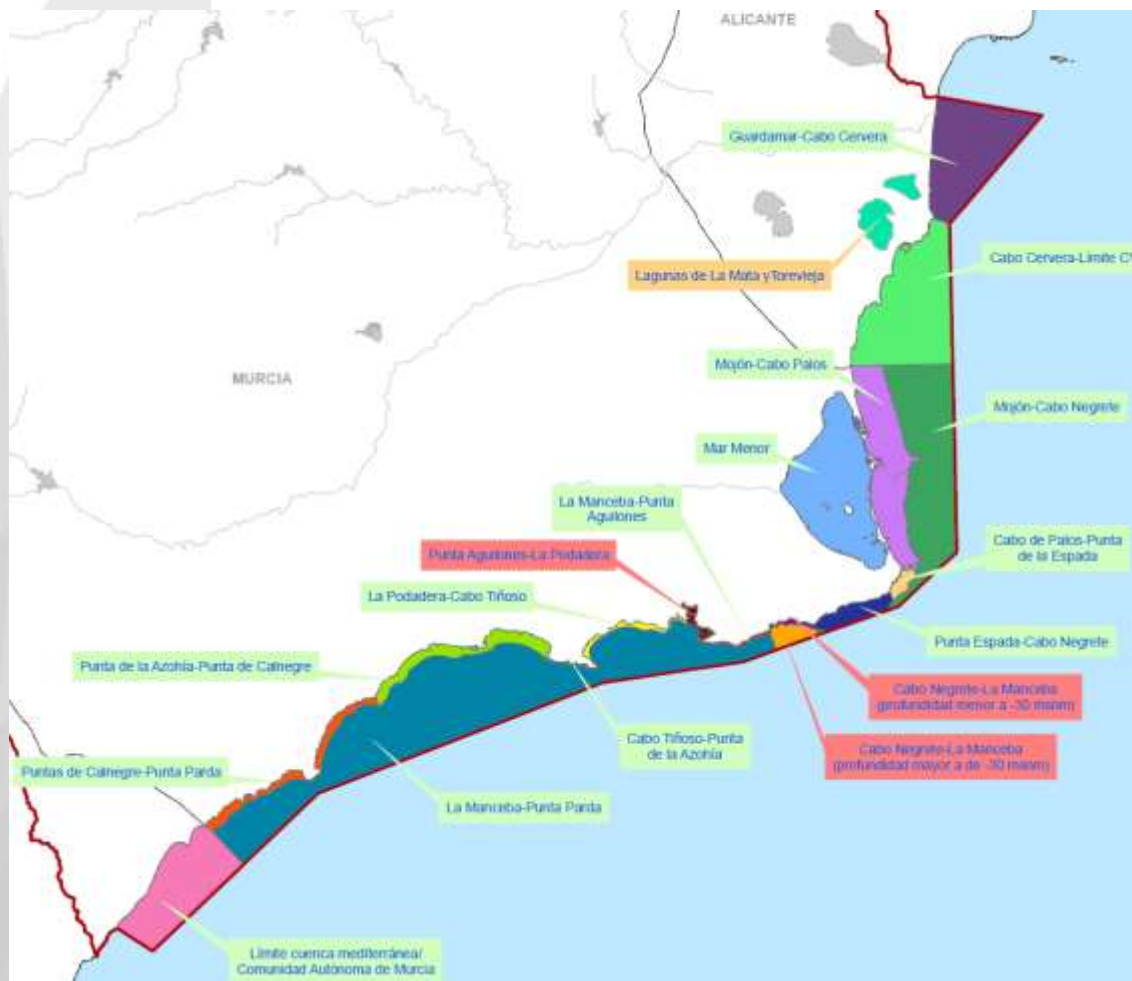 ALICANTE
Guardamar-Cabo Cervera
Lagunas de La Mata yTorevieja
Cabo Cervera-Límite
MURCIA
Mojón-Cabo Palos
Mojón-Cabo Negrete
Mar Menor
La Manceba-Punta
Aguilones
Cabo de Palos-Punta
de la Espada
Punta Aguilones-La Podadera
La Podadera-Cabo Tiñoso
Punta Espada-Cabo Negrete
Punta de la Azohía-Punta de Calnegre
Cabo Negrete-La Manceba
(profundidad menor a -30 msnm)
Cabo Tiñoso-Punta
de la Azohía
Cabo Negrete-La Manceba
(profundidad mayor a de -30 msnm)
Puntas de Calnegre-Punta Parda
La Manceba-Punta Parda
Límite cuenca mediterránea/
Comunidad Autónoma de Murcia